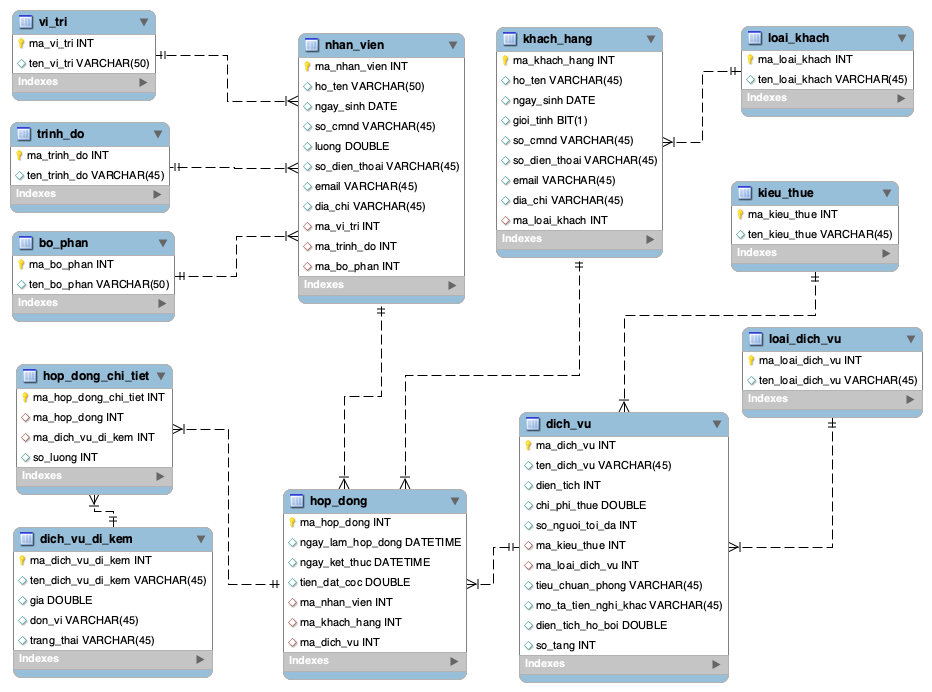 vi_tri
ma_vi_tri INT
ten_vi_tri VARCHAR(50)
Indexes
trinh_do
ma_trinh_do INT
ten_trinh_do VARCHAR(45)
Indexes
bo_phan
ma_bo_phan INT
ten_bo_phan VARCHAR(50)
Indexes
nhan_vien
ma_nhan_vien INT
ho_ten VARCHAR(50)
ngay_sinh DATE
so_cmnd VARCHAR(45)
luong DOUBLE
so_dien_thoai VARCHAR(45)
email VARCHAR(45)
dia_chi VARCHAR(45)
ma_vi_tri INT
ma_trinh_do INT
ma_bo_phan INT
Indexes
khach_hang
ma_khach_hang INT
ho_ten VARCHAR(45)
ngay_sinh DATE
gioi_tinh BIT(1)
so_cmnd VARCHAR(45)
so_dien_thoai VARCHAR(45)
email VARCHAR(45)
dia_chi VARCHAR(45)
ma_loai_khach INT
Indexes
loai_khach
ma_loai_khach INT
ten_loai_khach VARCHAR(45)
Indexes
kieu_thue
ma_kieu_thue INT
ten_kieu_thue VARCHAR(45)
Indexes
loai_dich_vu
ma_loai_dich_vu INT
ten_loai_dich_vu VARCHAR(45)
Indexes
hop_dong_chi_tiet
ma_hop_dong_chi_tiet INT
ma_hop_dong INT
ma_dich_vu_di_kem INT
so_luong INT
Indexes
dich_vu_di_kem
ma_dich_vu_di_kem INT
ten_dich_vu_di_kem VARCHAR(45)
gia DOUBLE
don_vi VARCHAR(45)
trang_thai VARCHAR(45)
Indexes
hop_dong
ma_hop_dong INT
ngay_lam_hop_dong DATETIME
ngay_ket_thuc DATETIME
tien_dat_coc DOUBLE
ma_nhan_vien INT
ma_khach_hang INT
ma_dich_vu INT
Indexes
dich_vu
ma_dich_vu INT
ten_dich_vu VARCHAR(45)
dien_tich INT
chi_phi_thue DOUBLE
so_nguoi_toi_da INT
ma_kieu_thue INT
ma_loai_dich_vu INT
tieu_chuan_phong VARCHAR(45)
mo_ta_tien_nghi_khac VARCHAR(45)
dien_tich_ho_boi DOUBLE
so_tang INT
Indexes